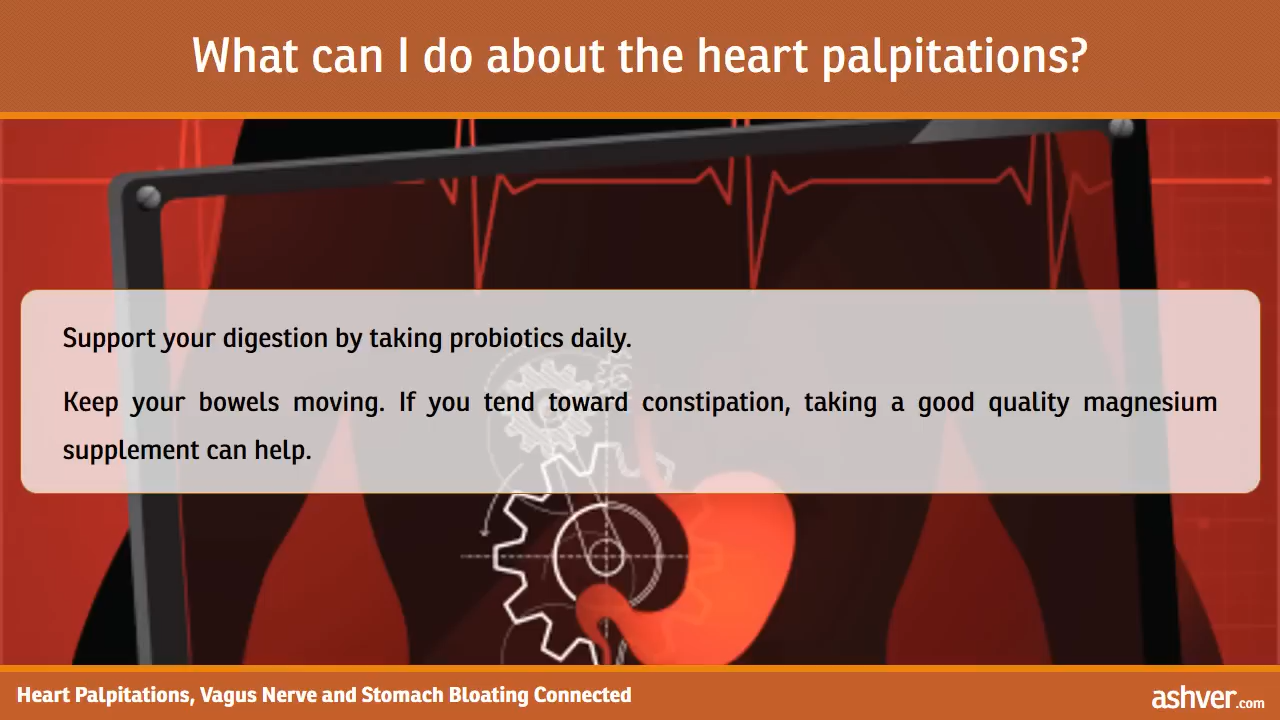 What can I do about the heart palpitations?
Support your digestion by taking probiotics daily.
Keep your bowels moving. If you tend toward constipation, taking a good quality magnesium
supplement can help.
Heart Palpitations, Vagus Nerve and Stomach Bloating Connected
ashver.com